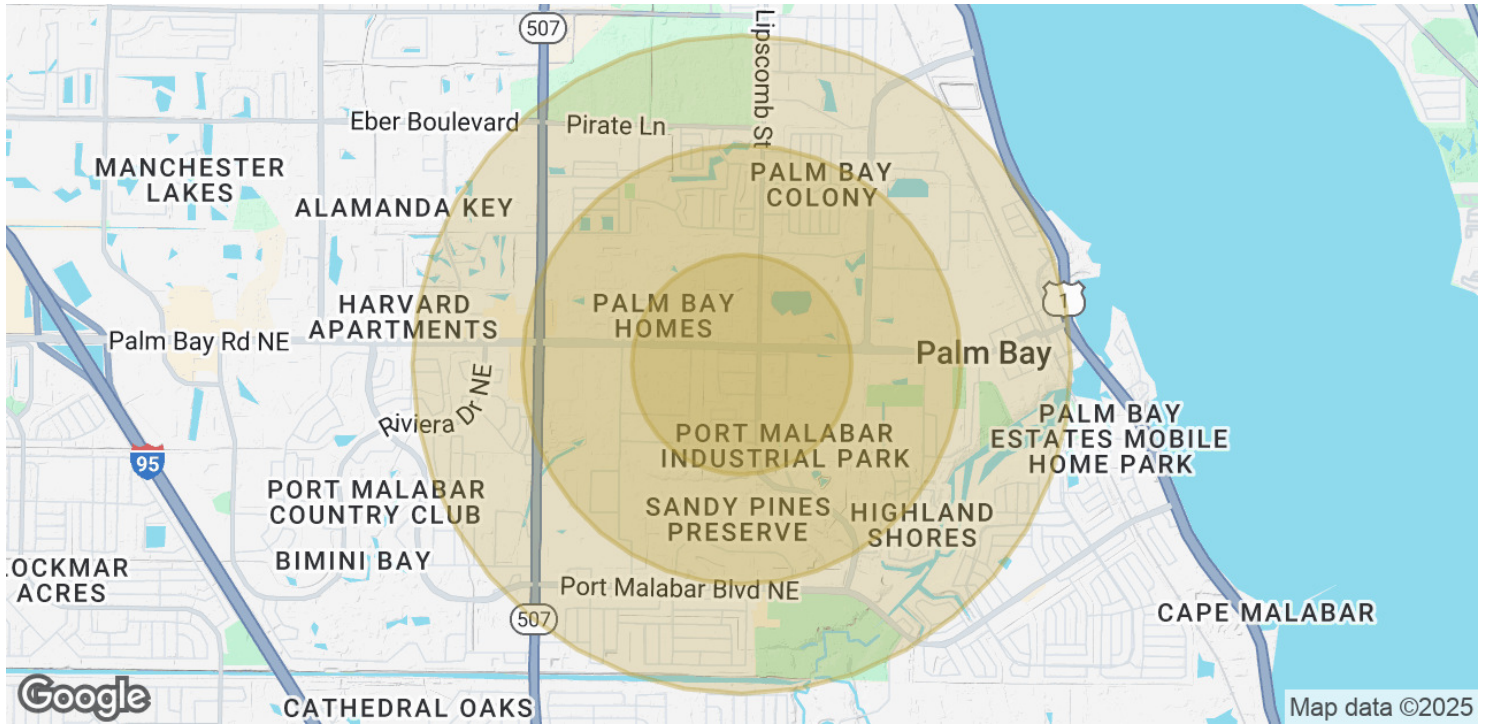 507
Lipscomb St
Eber Boulevard
Pirate Ln
MANCHESTER
LAKES
PALM BAY
COLONY
ALAMANDA KEY
HARVARD
APARTMENTS
PALM BAY
HOMES
1
Palm Bay Rd NE
Palm Bay
Riviera Dr NE
PORT MALABAR
INDUSTRIAL PARK
PALM BAY
ESTATES MOBILE
HOME PARK
95
PORT MALABAR
COUNTRY CLUB
SANDY PINES
PRESERVE
HIGHLAND
SHORES
BIMINI BAY
LOCKMAR
ACRES
Port Malabar Blvd NE
507
CAPE MALABAR
CATHEDRAL OAKS
Google
Map data ©2025